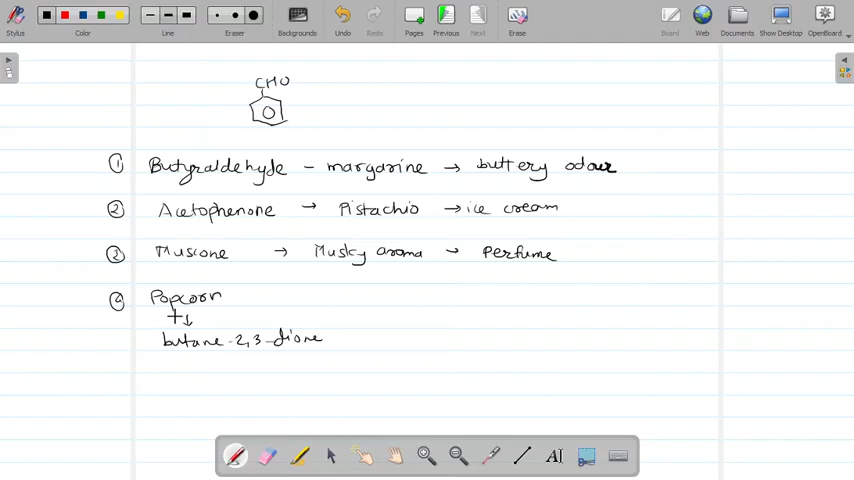 Stylus
Color
Line
Eraser
Backgrounds
Undo
Redo
Pages
Previous
Next
Erase
Board
Web
Documents
Show Desktop
OpenBoard
CHO
① Butyraldehyde - margarine → buttery odour
② Acetophenone → Pistachio → ice cream
③ Muscone → Musky aroma → Perfume
④ Popcorn
+ ↓
butane-2,3-dione